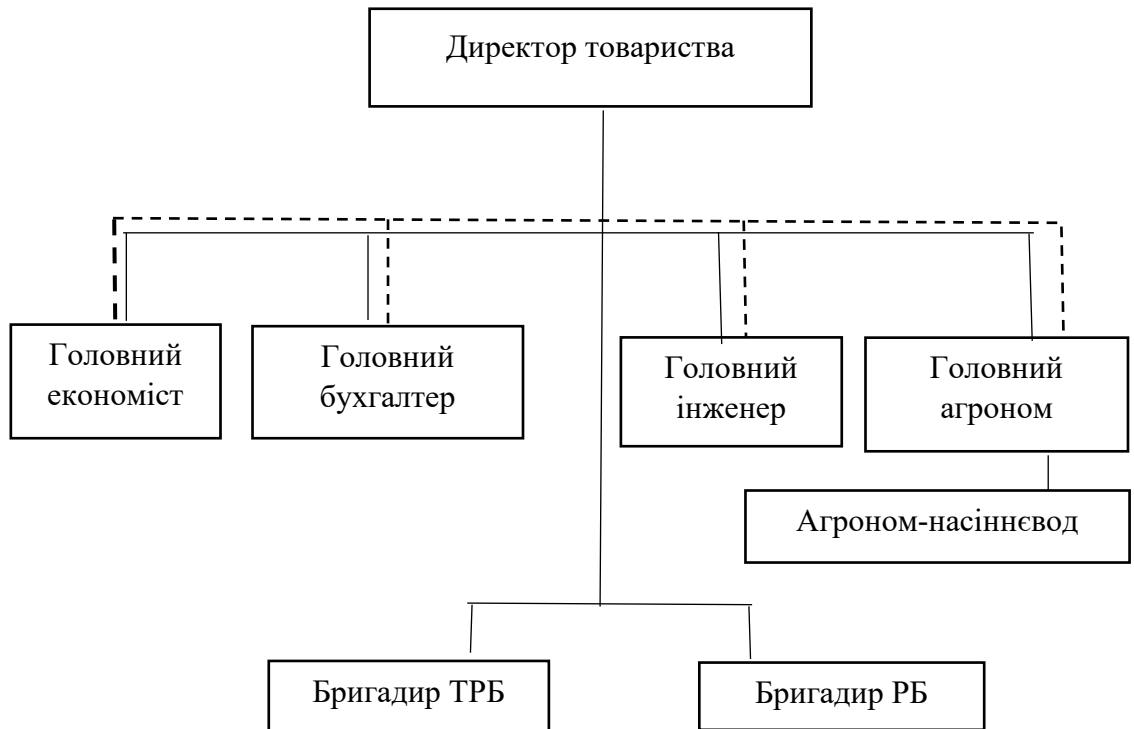 Директор товариства
Головний
економіст
Головний
бухгалтер
Головний
інженер
Головний
агроном
Агроном-насіннєвод
Бригадир ТРБ
Бригадир РБ